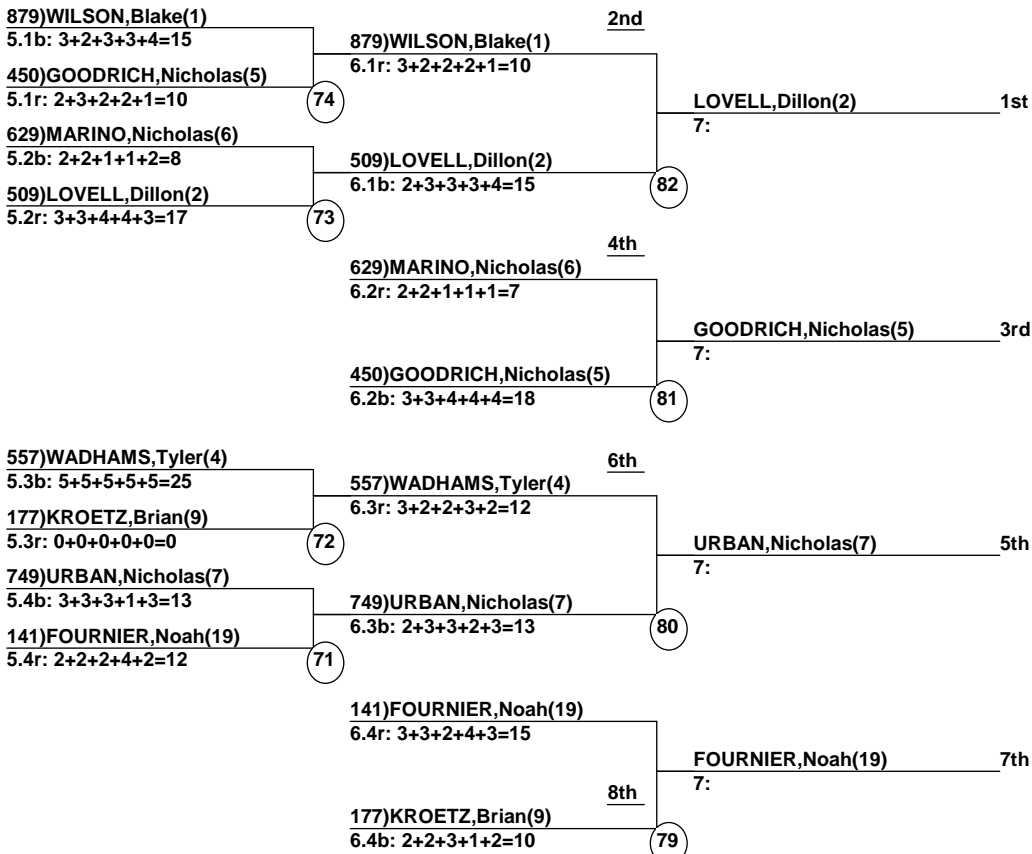 879)WILSON,Blake(1)
5.1b: 3+2+3+3+4=15
450)GOODRICH,Nicholas(5)
5.1r: 2+3+2+2+1=10
74
629)MARINO,Nicholas(6)
5.2b: 2+2+1+1+2=8
509)LOVELL,Dillon(2)
5.2r: 3+3+4+4+3=17
73
2nd
879)WILSON,Blake(1)
6.1r: 3+2+2+2+1=10
509)LOVELL,Dillon(2)
6.1b: 2+3+3+3+4=15
82
LOVELL,Dillon(2)
7:
1st
4th
629)MARINO,Nicholas(6)
6.2r: 2+2+1+1+1=7
450)GOODRICH,Nicholas(5)
6.2b: 3+3+4+4+4=18
81
GOODRICH,Nicholas(5)
7:
3rd
557)WADHAMS,Tyler(4)
5.3b: 5+5+5+5+5=25
177)KROETZ,Brian(9)
5.3r: 0+0+0+0+0=0
72
749)URBAN,Nicholas(7)
5.4b: 3+3+3+1+3=13
141)FOURNIER,Noah(19)
5.4r: 2+2+2+4+2=12
71
6th
557)WADHAMS,Tyler(4)
6.3r: 3+2+2+3+2=12
749)URBAN,Nicholas(7)
6.3b: 2+3+3+2+3=13
80
URBAN,Nicholas(7)
7:
5th
141)FOURNIER,Noah(19)
6.4r: 3+3+2+4+3=15
8th
177)KROETZ,Brian(9)
6.4b: 2+2+3+1+2=10
79
FOURNIER,Noah(19)
7:
7th